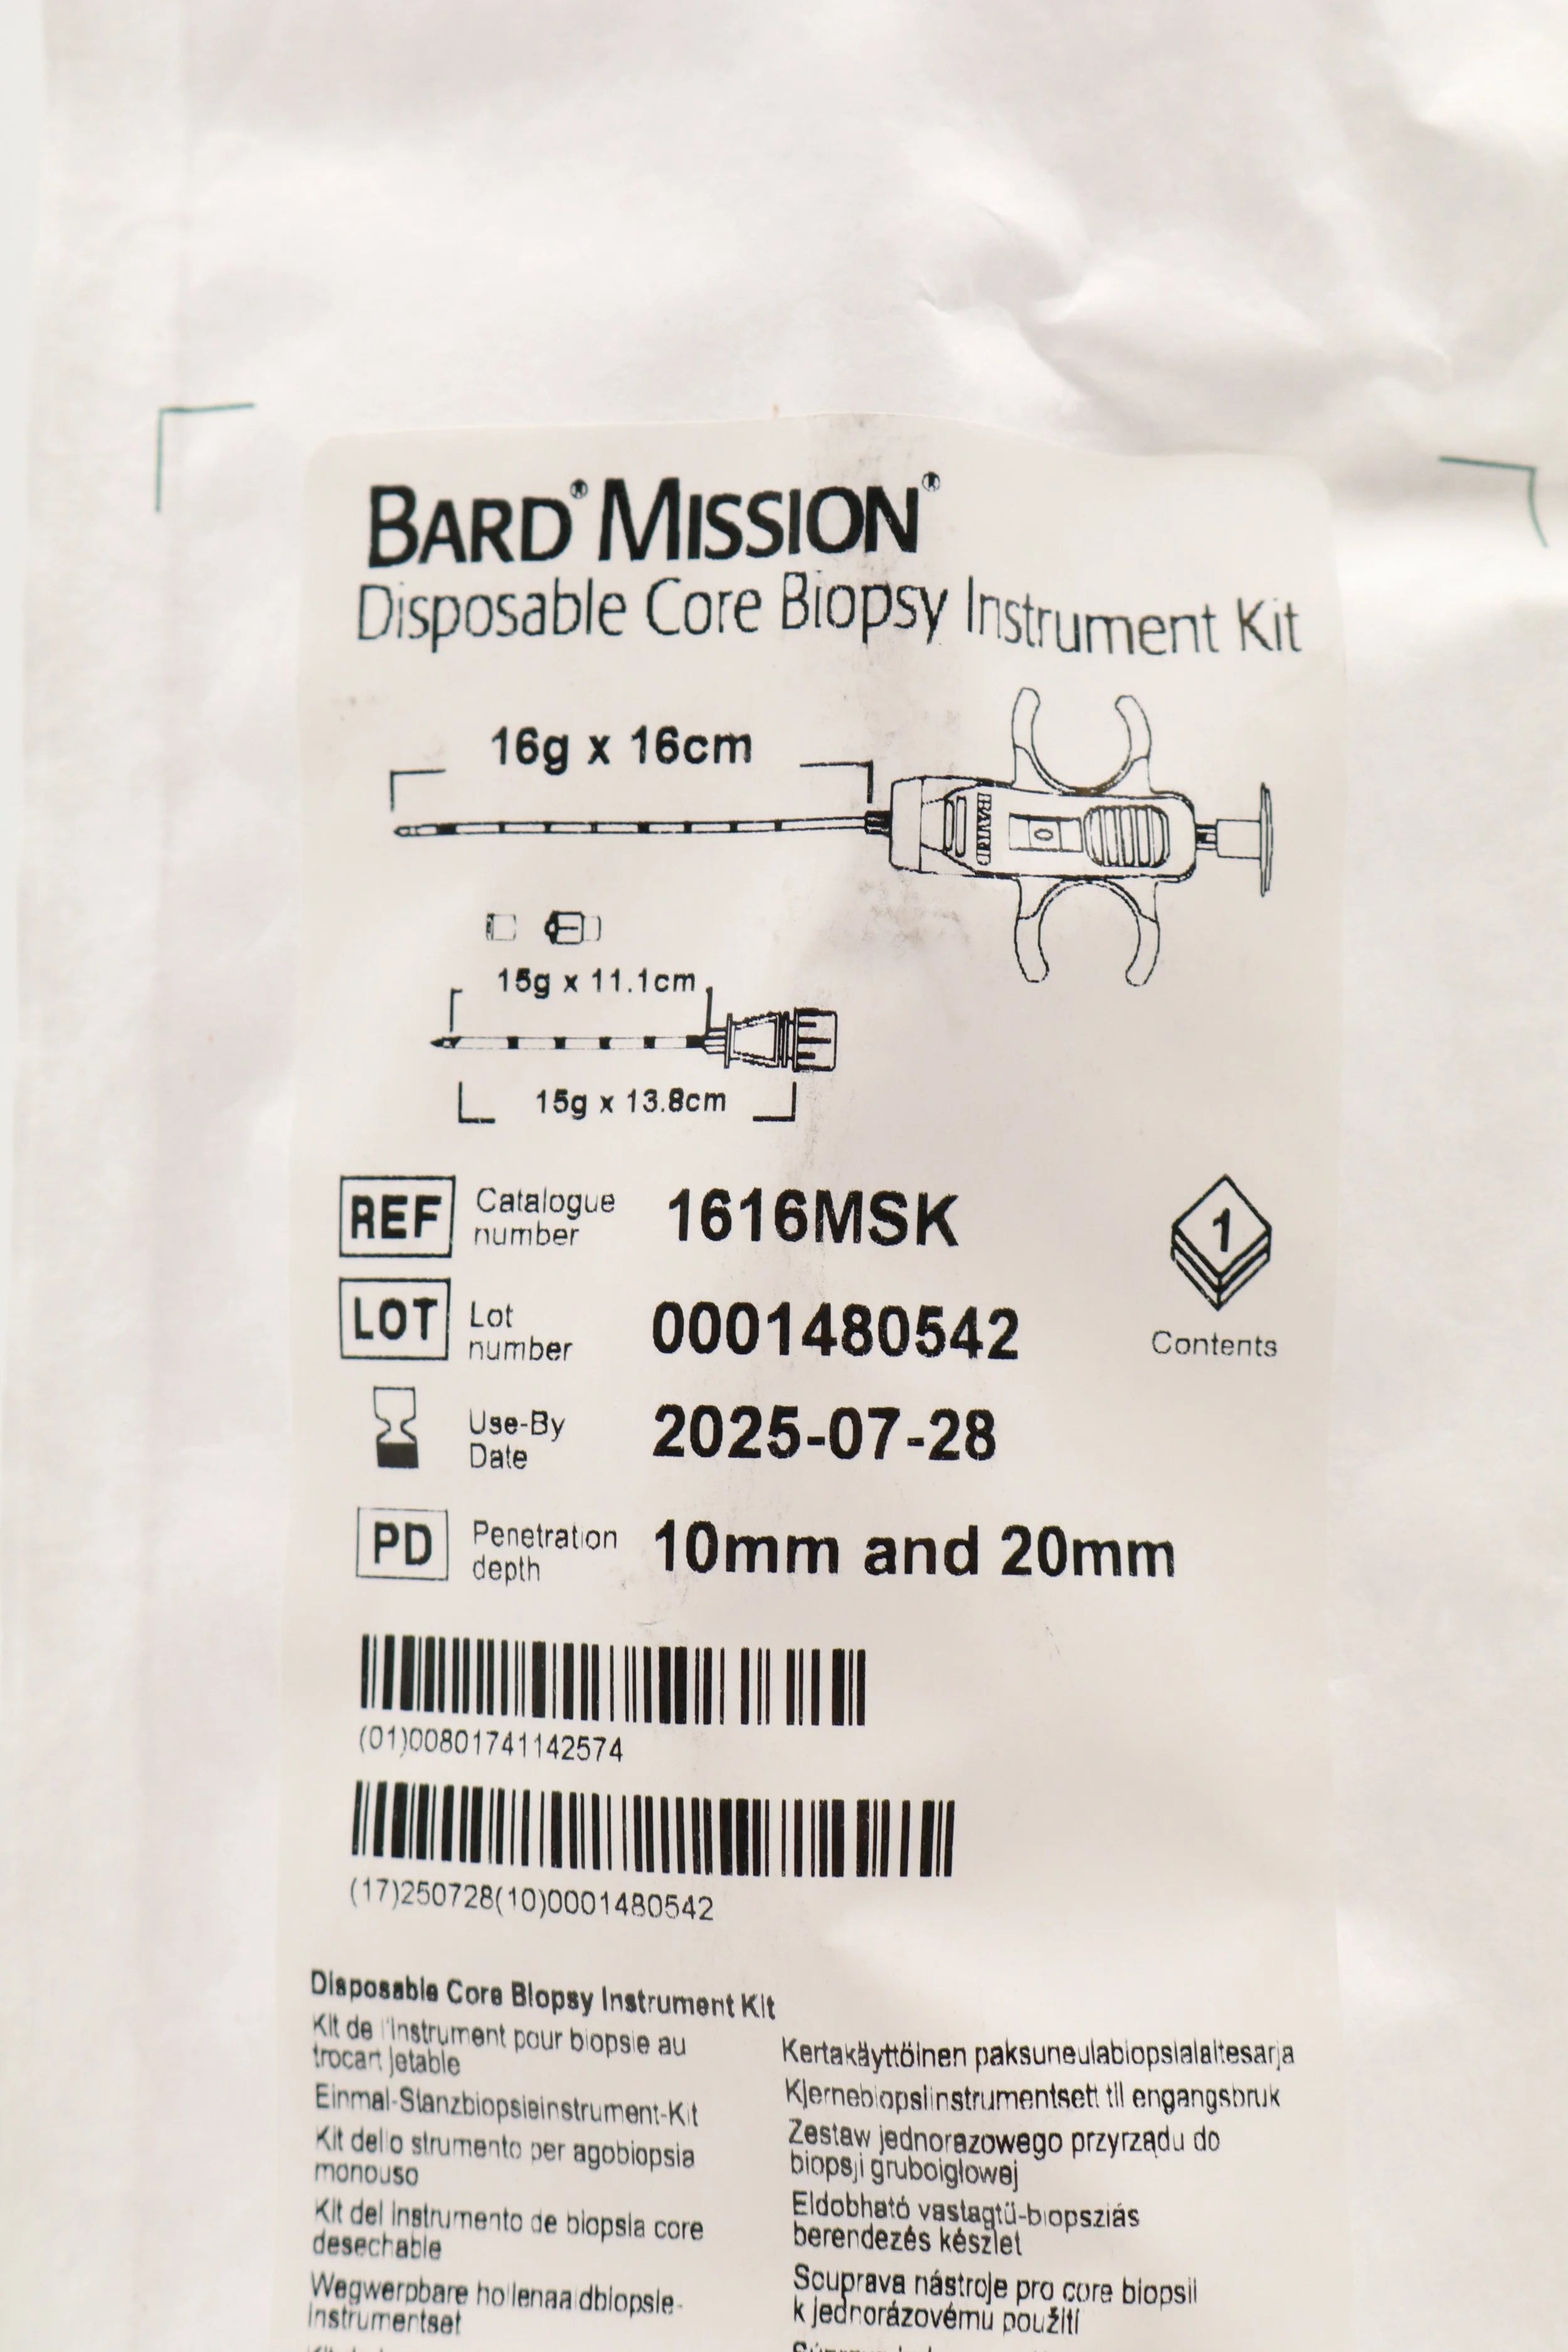 BARD® MISSION®
Disposable Core Biopsy Instrument Kit
16g x 16cm
BARD
15g x 11.1cm
15g x 13.8cm
REF Catalogue number 1616MSK
1
LOT Lot number 0001480542
Contents
Use-By Date 2025-07-28
PD Penetration depth 10mm and 20mm
(01)00801741142574
(17)250728(10)0001480542
Disposable Core Biopsy Instrument Kit
Kit de l'instrument pour biopsie au
trocart jetable
Einmal-Stanzbiopsieinstrument-Kit
Kit dello strumento per agobiopsia
monouso
Kit del instrumento de biopsia core
desechable
Wegwerpbare hollenaaldbiopsie-
instrumentset
Kertakäyttöinen paksuneulabiopsialaitesarja
Kjernebiopsiinstrumentsett til engangsbruk
Zestaw jednorazowego przyrządu do
biopsji gruboigłowej
Eldobható vastagtű-biopsziás
berendezés készlet
Souprava nástroje pro core biopsii
k jednorázovému použití